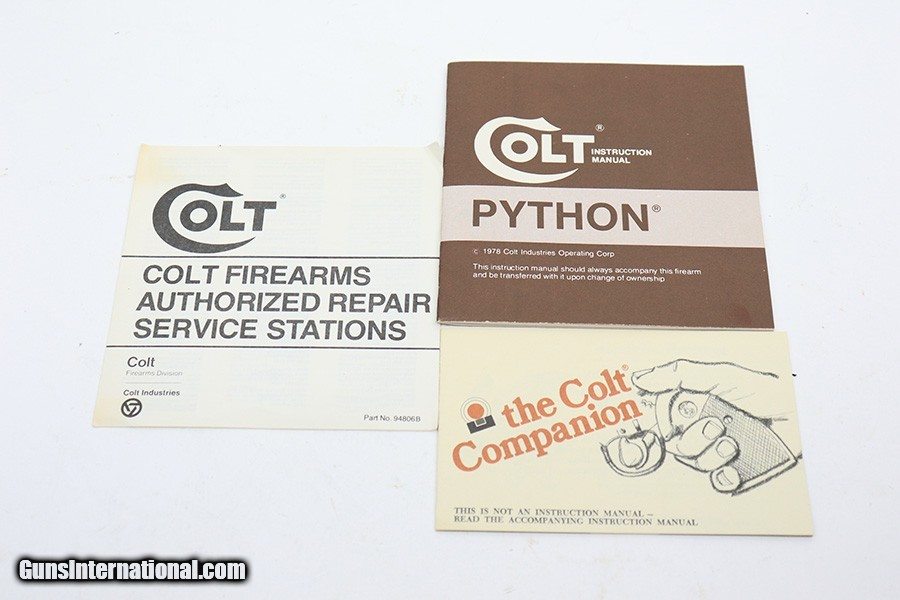 COLT®
COLT FIREARMS
AUTHORIZED REPAIR
SERVICE STATIONS
Colt
Firearms Division
Colt Industries
Part No. 94806B
COLT®
INSTRUCTION
MANUAL
PYTHON®
© 1978 Colt Industries Operating Corp
This instruction manual should always accompany this firearm
and be transferred with it upon change of ownership
the Colt®
Companion
THIS IS NOT AN INSTRUCTION MANUAL –
READ THE ACCOMPANYING INSTRUCTION MANUAL
GunsInternational.com